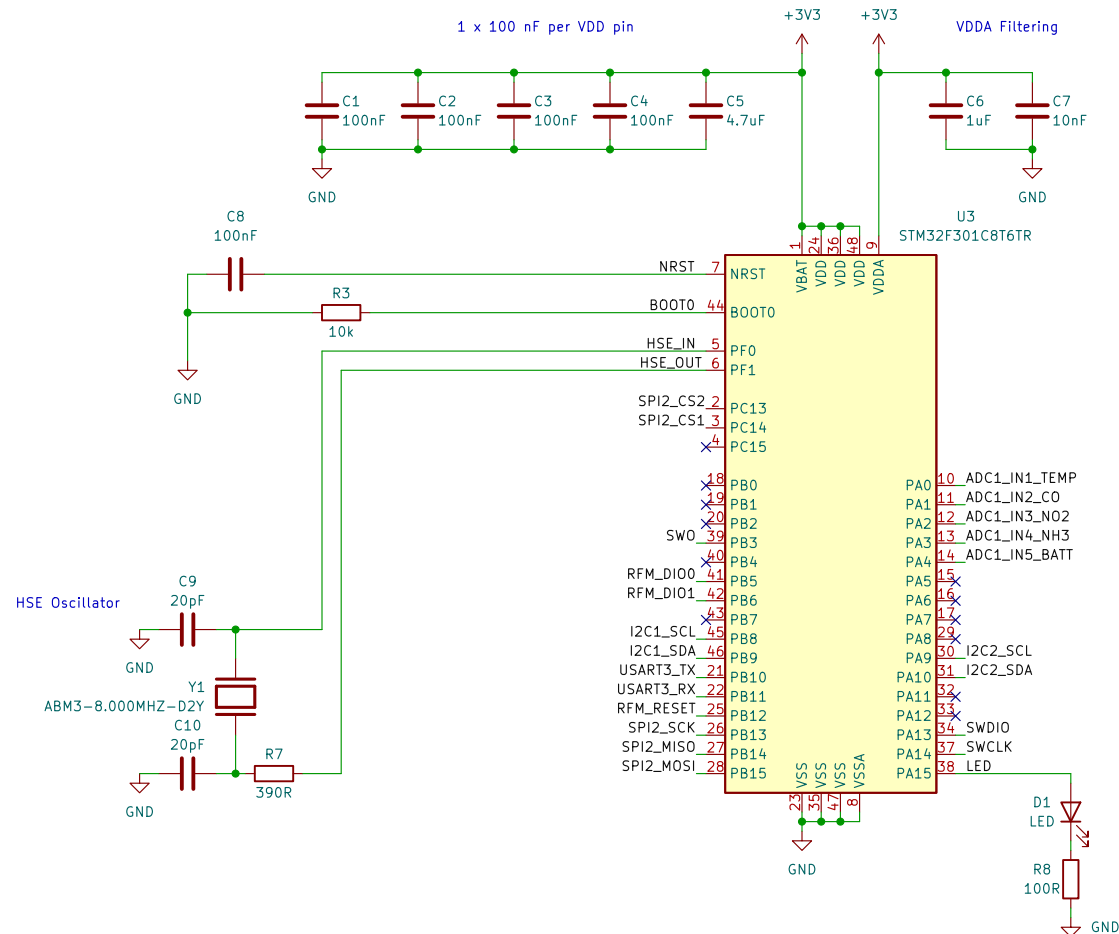 1 x 100 nF per VDD pin
+3V3
+3V3
VDDA Filtering
C1
100nF
C2
100nF
C3
100nF
C4
100nF
C5
4.7uF
C6
1uF
C7
10nF
GND
GND
C8
100nF
U3
STM32F301C8T6TR
1
24
36
48
9
VBAT
VDD
VDD
VDD
VDDA
NRST
7
NRST
R3
10k
BOOT0
44
BOOT0
HSE_IN
5
PF0
HSE_OUT
6
PF1
GND
SPI2_CS2
2
PC13
SPI2_CS1
3
PC14
4
PC15
18
PB0
PA0
10
ADC1_IN1_TEMP
19
PB1
PA1
11
ADC1_IN2_CO
20
PB2
PA2
12
ADC1_IN3_NO2
SWO
39
PB3
PA3
13
ADC1_IN4_NH3
40
PB4
PA4
14
ADC1_IN5_BATT
RFM_DIO0
41
PB5
PA5
15
RFM_DIO1
42
PB6
PA6
16
43
PB7
PA7
17
I2C1_SCL
45
PB8
PA8
29
I2C1_SDA
46
PB9
PA9
30
I2C2_SCL
USART3_TX
21
PB10
PA10
31
I2C2_SDA
USART3_RX
22
PB11
PA11
32
RFM_RESET
25
PB12
PA12
33
SPI2_SCK
26
PB13
PA13
34
SWDIO
SPI2_MISO
27
PB14
PA14
37
SWCLK
SPI2_MOSI
28
PB15
PA15
38
LED
VSS
VSS
VSS
VSSA
23
35
47
8
GND
HSE Oscillator
C9
20pF
GND
Y1
ABM3-8.000MHZ-D2Y
C10
20pF
GND
R7
390R
D1
LED
R8
100R
GND